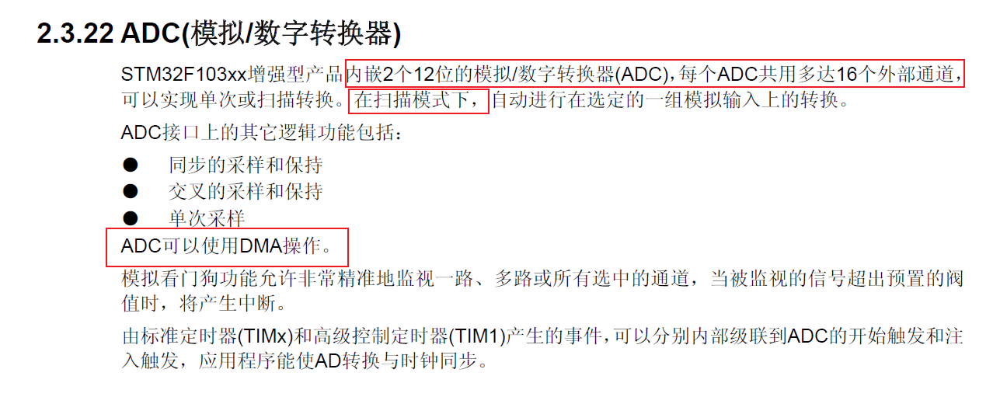 2.3.22 ADC(模拟/数字转换器)
STM32F103xx增强型产品内嵌2个12位的模拟/数字转换器(ADC)，每个ADC共用多达16个外部通道，
可以实现单次或扫描转换。在扫描模式下，自动进行在选定的一组模拟输入上的转换。
ADC接口上的其它逻辑功能包括：
● 同步的采样和保持
● 交叉的采样和保持
● 单次采样
ADC可以使用DMA操作。
模拟看门狗功能允许非常精准地监视一路、多路或所有选中的通道，当被监视的信号超出预置的阀
值时，将产生中断。
由标准定时器(TIMx)和高级控制定时器(TIM1)产生的事件，可以分别内部级联到ADC的开始触发和注
入触发，应用程序能使AD转换与时钟同步。